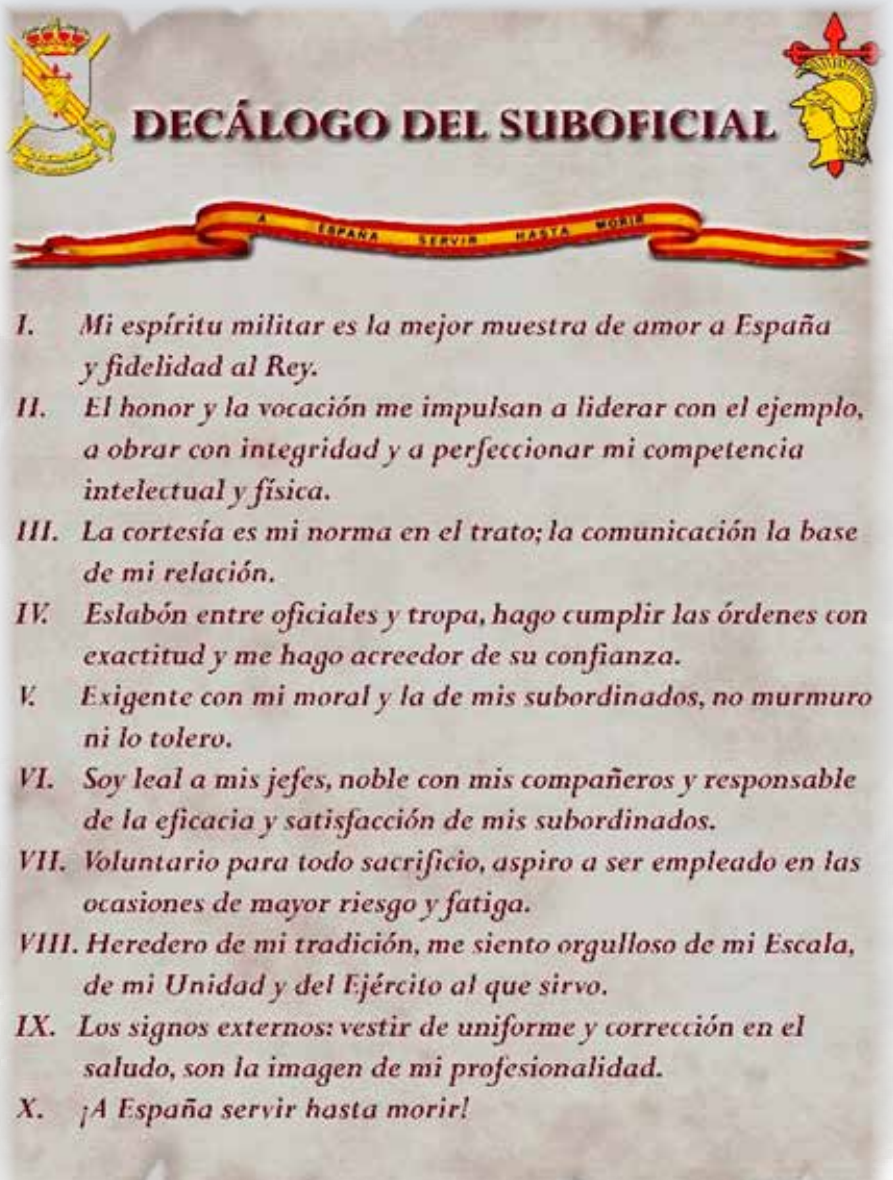 DECÁLOGO DEL SUBOFICIAL
A ESPAÑA SERVIR HASTA MORIR
I. Mi espíritu militar es la mejor muestra de amor a España
y fidelidad al Rey.
II. El honor y la vocación me impulsan a liderar con el ejemplo,
a obrar con integridad y a perfeccionar mi competencia
intelectual y física.
III. La cortesía es mi norma en el trato; la comunicación la base
de mi relación.
IV. Eslabón entre oficiales y tropa, hago cumplir las órdenes con
exactitud y me hago acreedor de su confianza.
V. Exigente con mi moral y la de mis subordinados, no murmuro
ni lo tolero.
VI. Soy leal a mis jefes, noble con mis compañeros y responsable
de la eficacia y satisfacción de mis subordinados.
VII. Voluntario para todo sacrificio, aspiro a ser empleado en las
ocasiones de mayor riesgo y fatiga.
VIII. Heredero de mi tradición, me siento orgulloso de mi Escala,
de mi Unidad y del Ejército al que sirvo.
IX. Los signos externos: vestir de uniforme y corrección en el
saludo, son la imagen de mi profesionalidad.
X. ¡A España servir hasta morir!